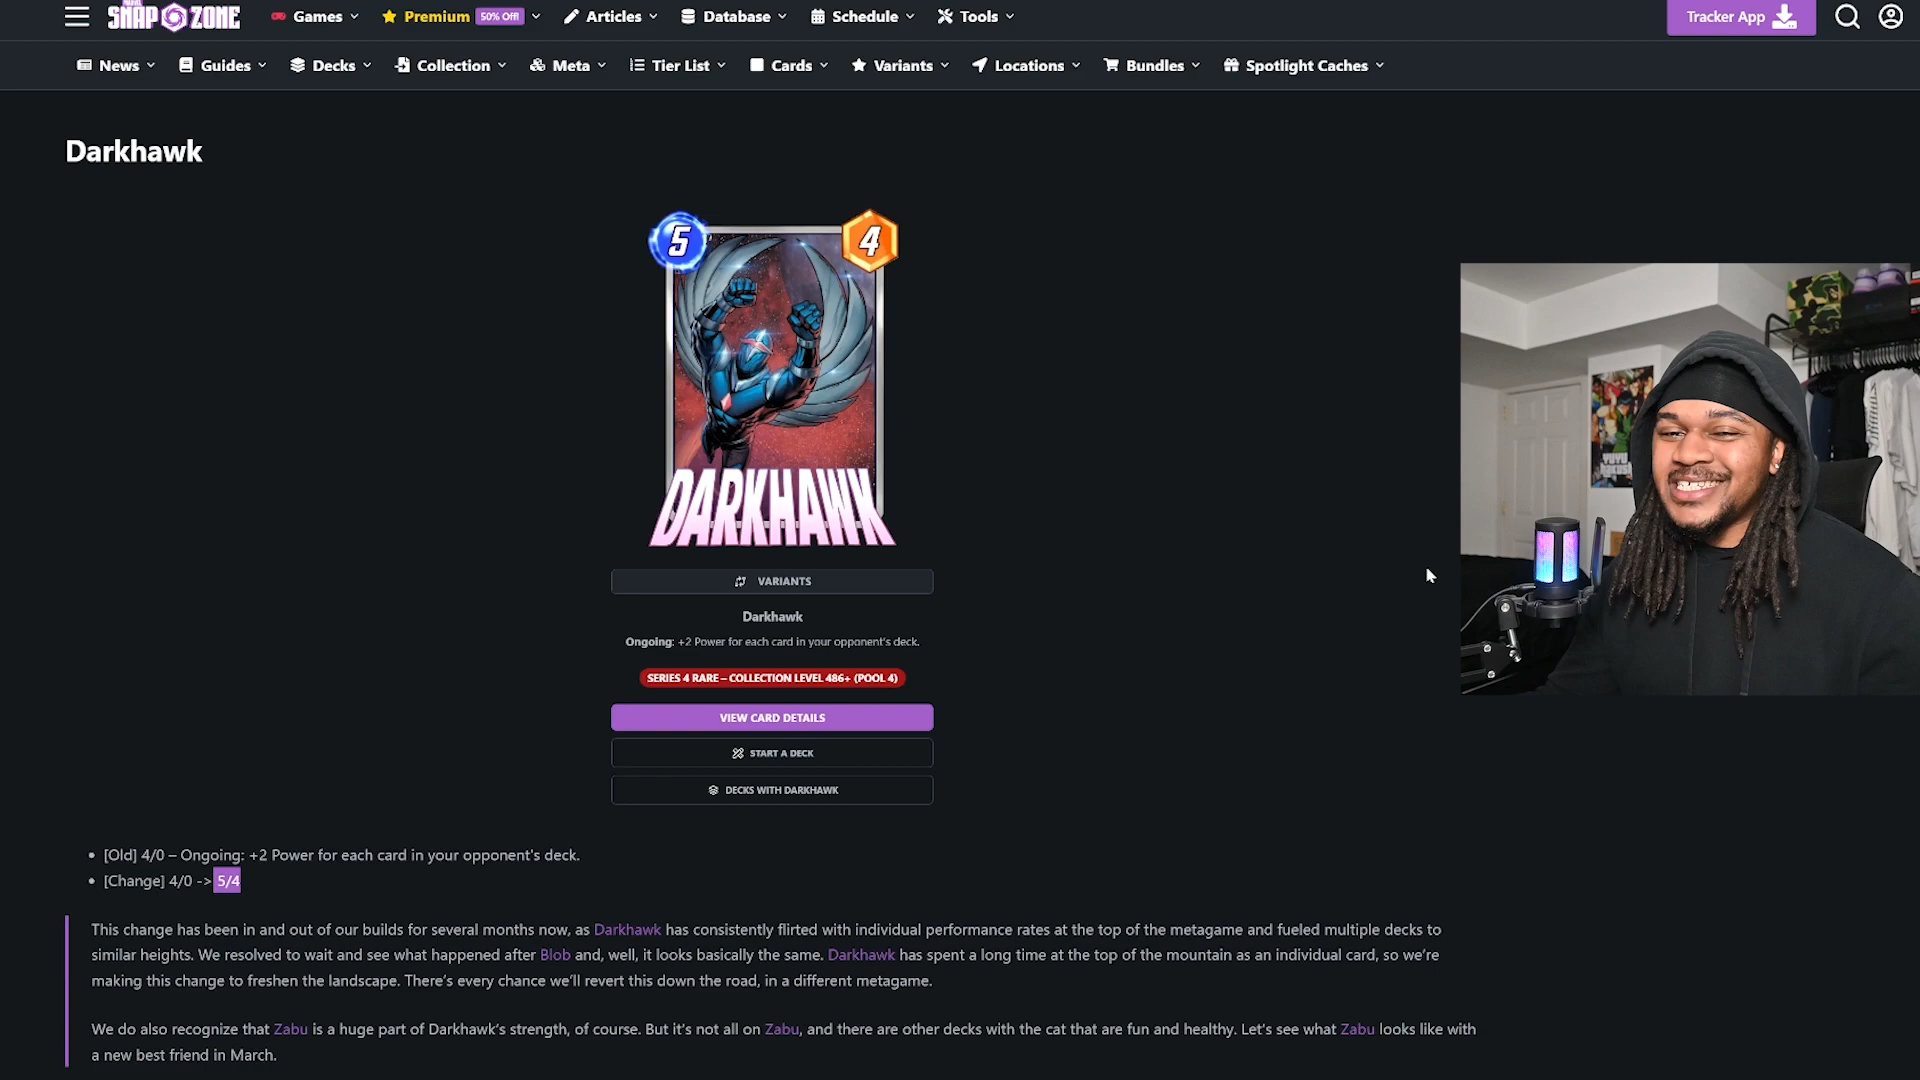 MARVEL SNAP ZONE Games Premium 50% Off! Articles Database Schedule Tools Tracker App
News Guides Decks Collection Meta Tier List Cards Variants Locations Bundles Spotlight Caches
Darkhawk
5 4
DARKHAWK
VARIANTS
Darkhawk
Ongoing: +2 Power for each card in your opponent's deck.
SERIES 4 RARE – COLLECTION LEVEL 486+ (POOL 4)
VIEW CARD DETAILS
START A DECK
DECKS WITH DARKHAWK
• [Old] 4/0 – Ongoing: +2 Power for each card in your opponent's deck.
• [Change] 4/0 -> 5/4
This change has been in and out of our builds for several months now, as Darkhawk has consistently flirted with individual performance rates at the top of the metagame and fueled multiple decks to
similar heights. We resolved to wait and see what happened after Blob and, well, it looks basically the same. Darkhawk has spent a long time at the top of the mountain as an individual card, so we're
making this change to freshen the landscape. There's every chance we'll revert this down the road, in a different metagame.
We do also recognize that Zabu is a huge part of Darkhawk's strength, of course. But it's not all on Zabu, and there are other decks with the cat that are fun and healthy. Let's see what Zabu looks like with
a new best friend in March.